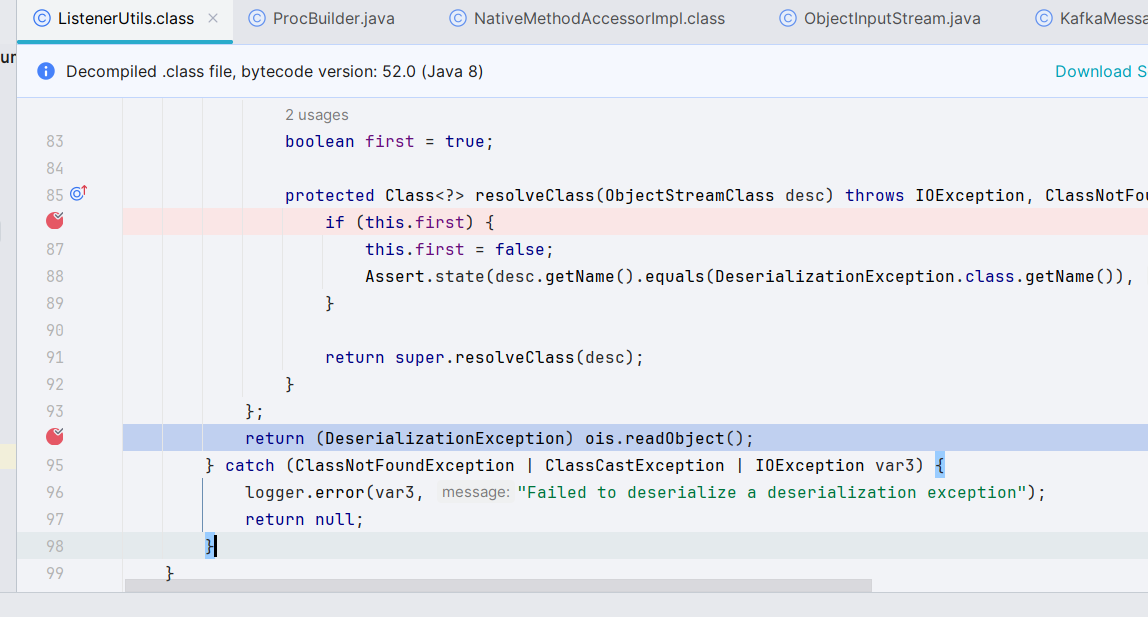 ListenerUtils.class × ProcBuilder.java NativeMethodAccessorImpl.class ObjectInputStream.java KafkaMessa
ur
Decompiled .class file, bytecode version: 52.0 (Java 8) Download S
2 usages
83 boolean first = true;
84
85 protected Class<?> resolveClass(ObjectStreamClass desc) throws IOException, ClassNotFou
if (this.first) {
87 this.first = false;
88 Assert.state(desc.getName().equals(DeserializationException.class.getName()),
89 }
90
91 return super.resolveClass(desc);
92 }
93 };
return (DeserializationException) ois.readObject();
95 } catch (ClassNotFoundException | ClassCastException | IOException var3) {
96 logger.error(var3, message: "Failed to deserialize a deserialization exception");
97 return null;
98 }
99 }